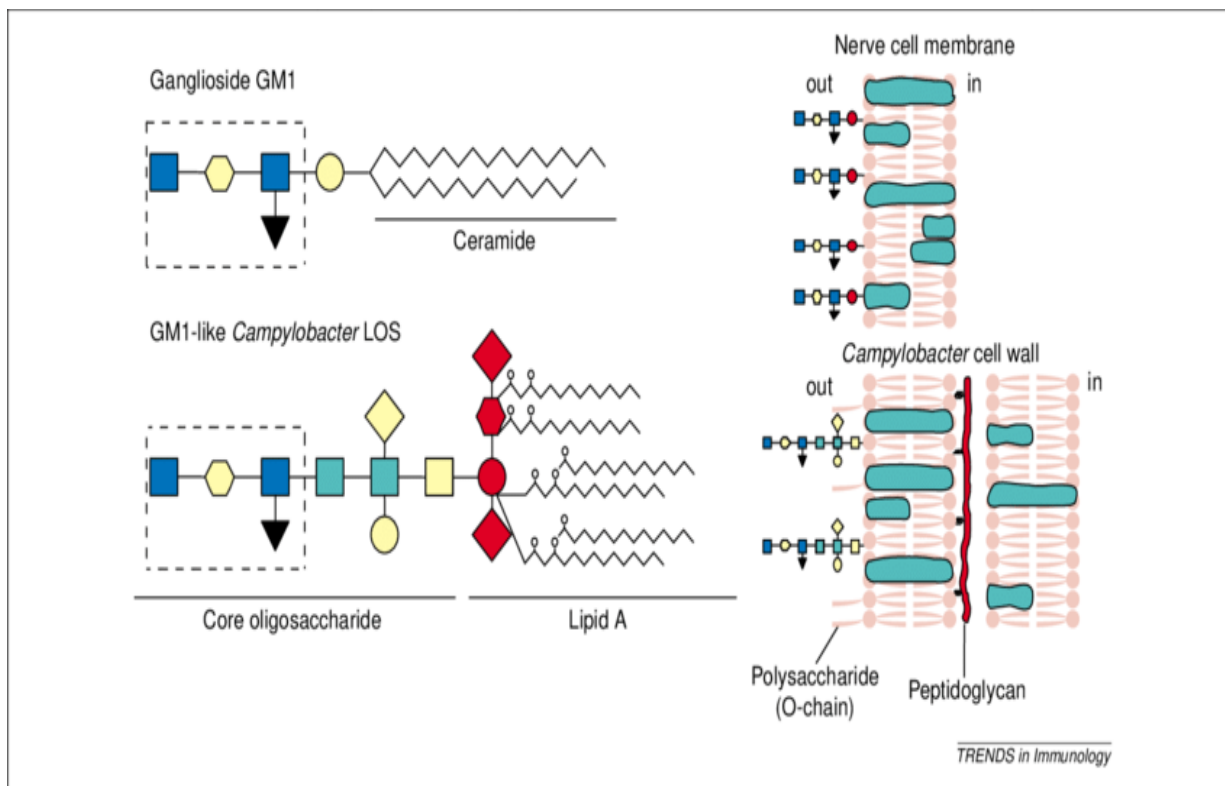 Nerve cell membrane
Ganglioside GM1
out
in
Ceramide
GM1-like Campylobacter LOS
Campylobacter cell wall
out
in
Core oligosaccharide
Lipid A
Polysaccharide
(O-chain)
Peptidoglycan
TRENDS in Immunology